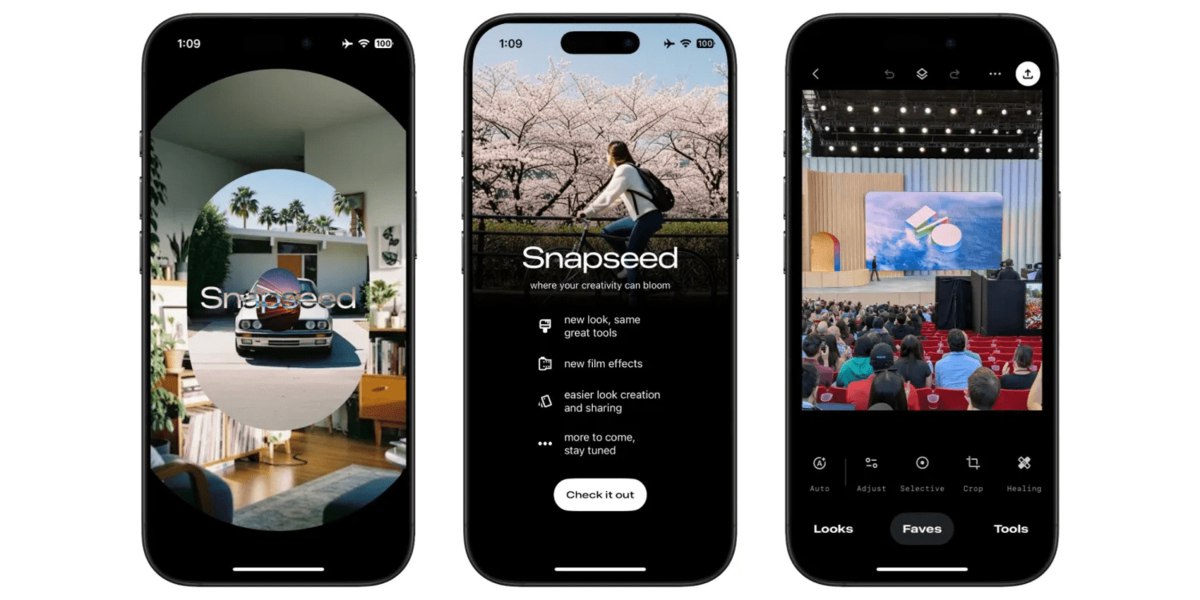 1:09
100
Snapseed
1:09
100
Snapseed
where your creativity can bloom
new look, same
great tools
new film effects
easier look creation
and sharing
more to come,
stay tuned
Check it out
A
Auto
Adjust
Selective
Crop
Healing
Looks
Faves
Tools